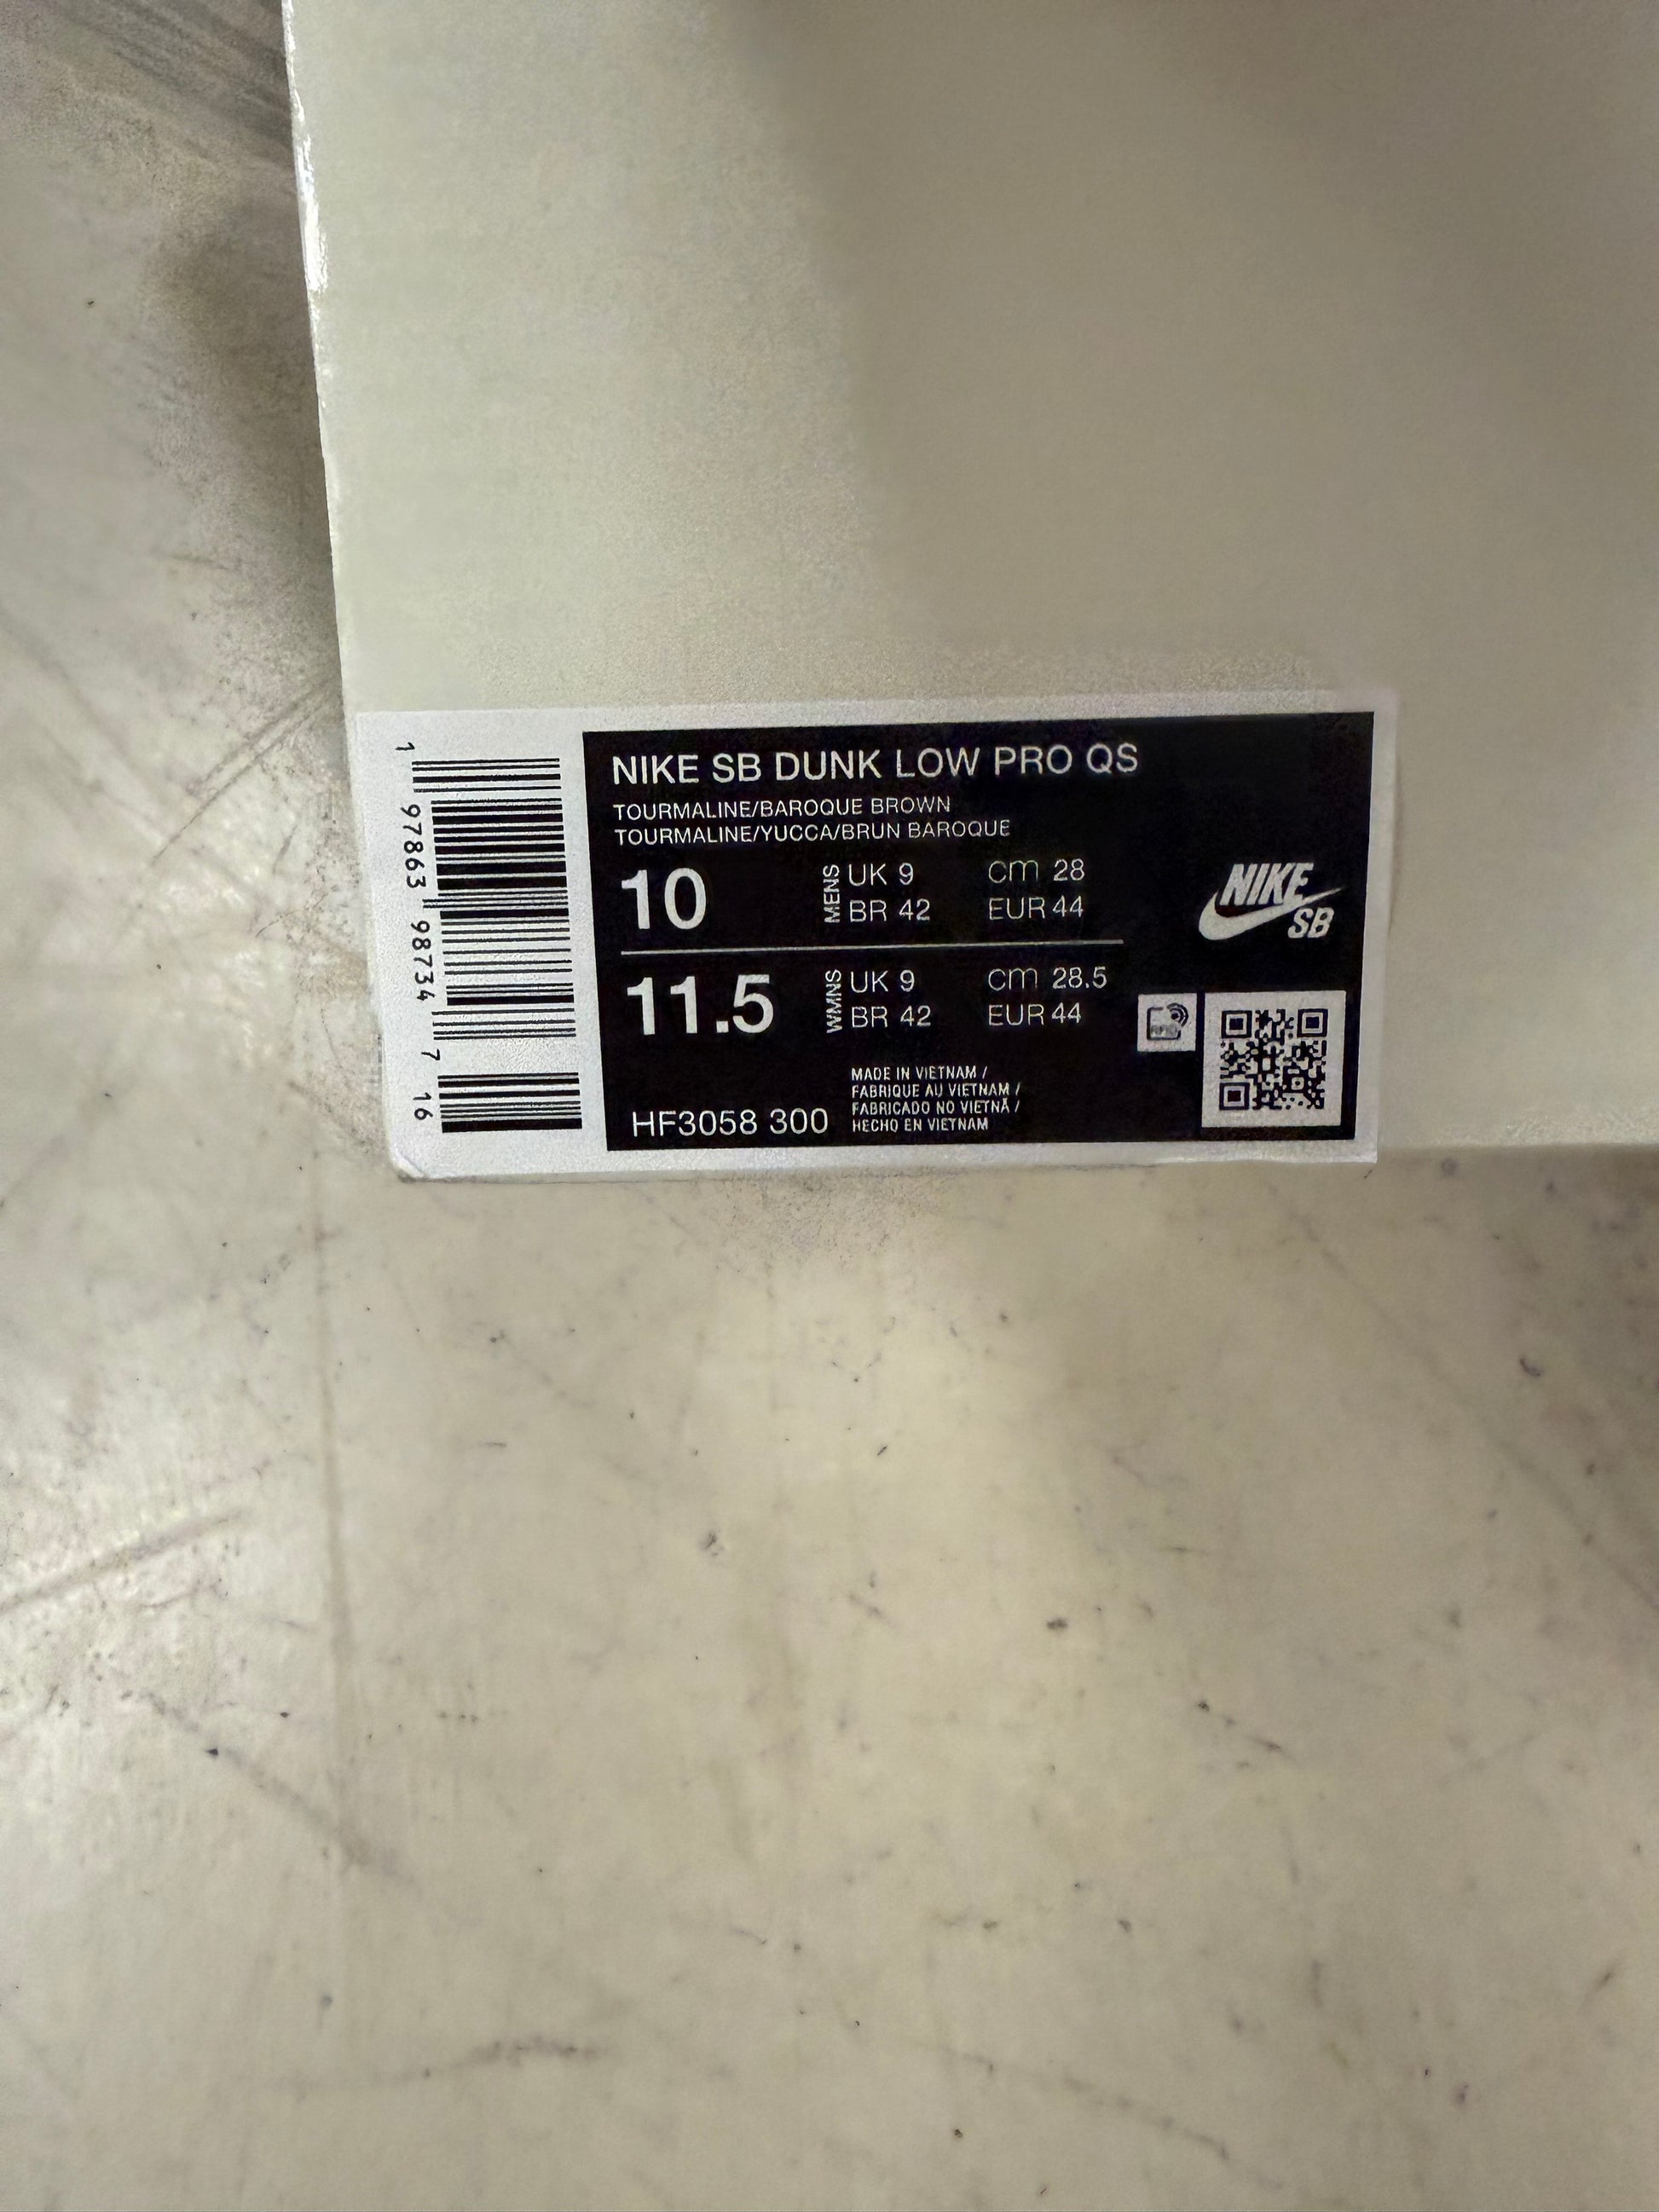 NIKE SB DUNK LOW PRO QS
TOURMALINE/BAROQUE BROWN
TOURMALINE/YUCCA/BRUN BAROQUE
10 MENS UK 9 cm 28
BR 42 EUR 44
11.5 WMNS UK 9 cm 28.5
BR 42 EUR 44
NIKE
SB
RFID
HF3058 300
MADE IN VIETNAM /
FABRIQUE AU VIETNAM /
FABRICADO NO VIETNÃ /
HECHO EN VIETNAM
1 97863 98734 7 16